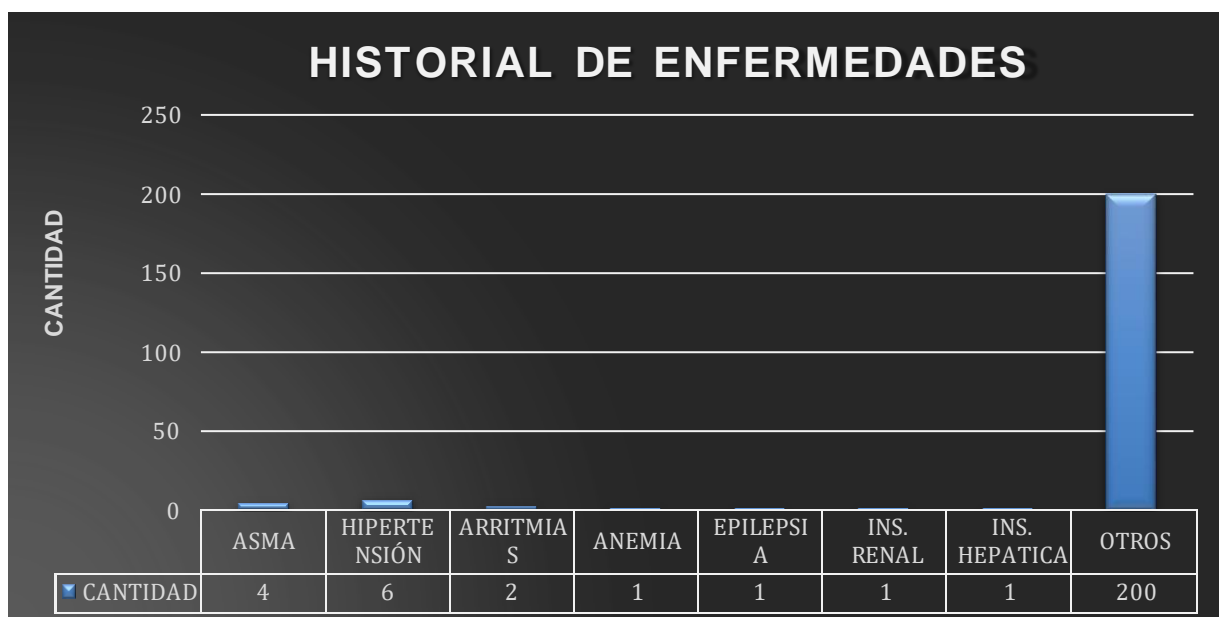 HISTORIAL DE ENFERMEDADES
CANTIDAD
250
200
150
100
50
0
ASMA
HIPERTE
NSIÓN
ARRITMIA
S
ANEMIA
EPILEPSI
A
INS.
RENAL
INS.
HEPATICA
OTROS
CANTIDAD 4 6 2 1 1 1 1 200